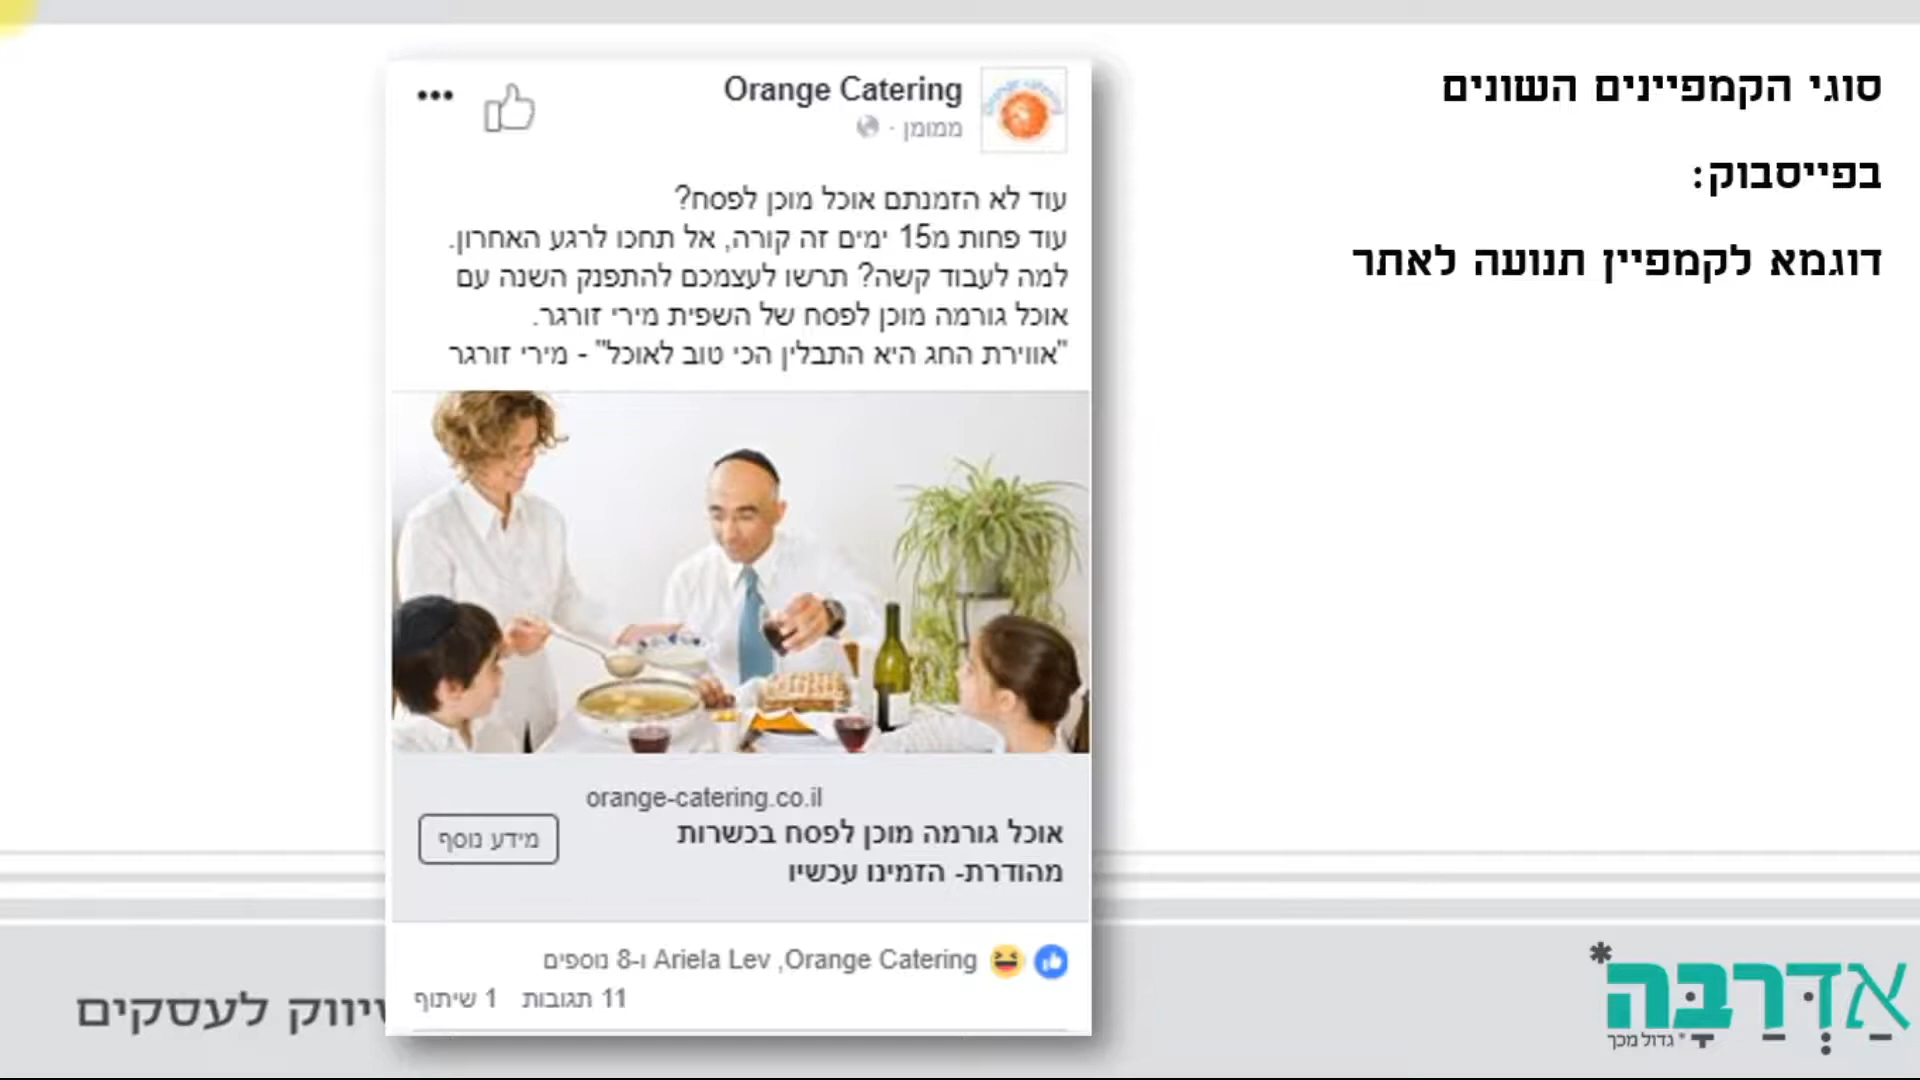 סוגי הקמפיינים השונים
בפייסבוק:
דוגמא לקמפיין תנועה לאתר
Orange Catering
ממומן ·
עוד לא הזמנתם אוכל מוכן לפסח?
עוד פחות מ15 ימים זה קורה, אל תחכו לרגע האחרון.
למה לעבוד קשה? תרשו לעצמכם להתפנק השנה עם
אוכל גורמה מוכן לפסח של השפית מירי זורגר.
"אווירת החג היא התבלין הכי טוב לאוכל" - מירי זורגר
orange-catering.co.il
אוכל גורמה מוכן לפסח בכשרות
מהודרת- הזמינו עכשיו
מידע נוסף
Orange Catering, Ariela Lev ו-8 נוספים
11 תגובות 1 שיתוף
אַדְּרַבָּה*
* גדול מכך
לעסקים